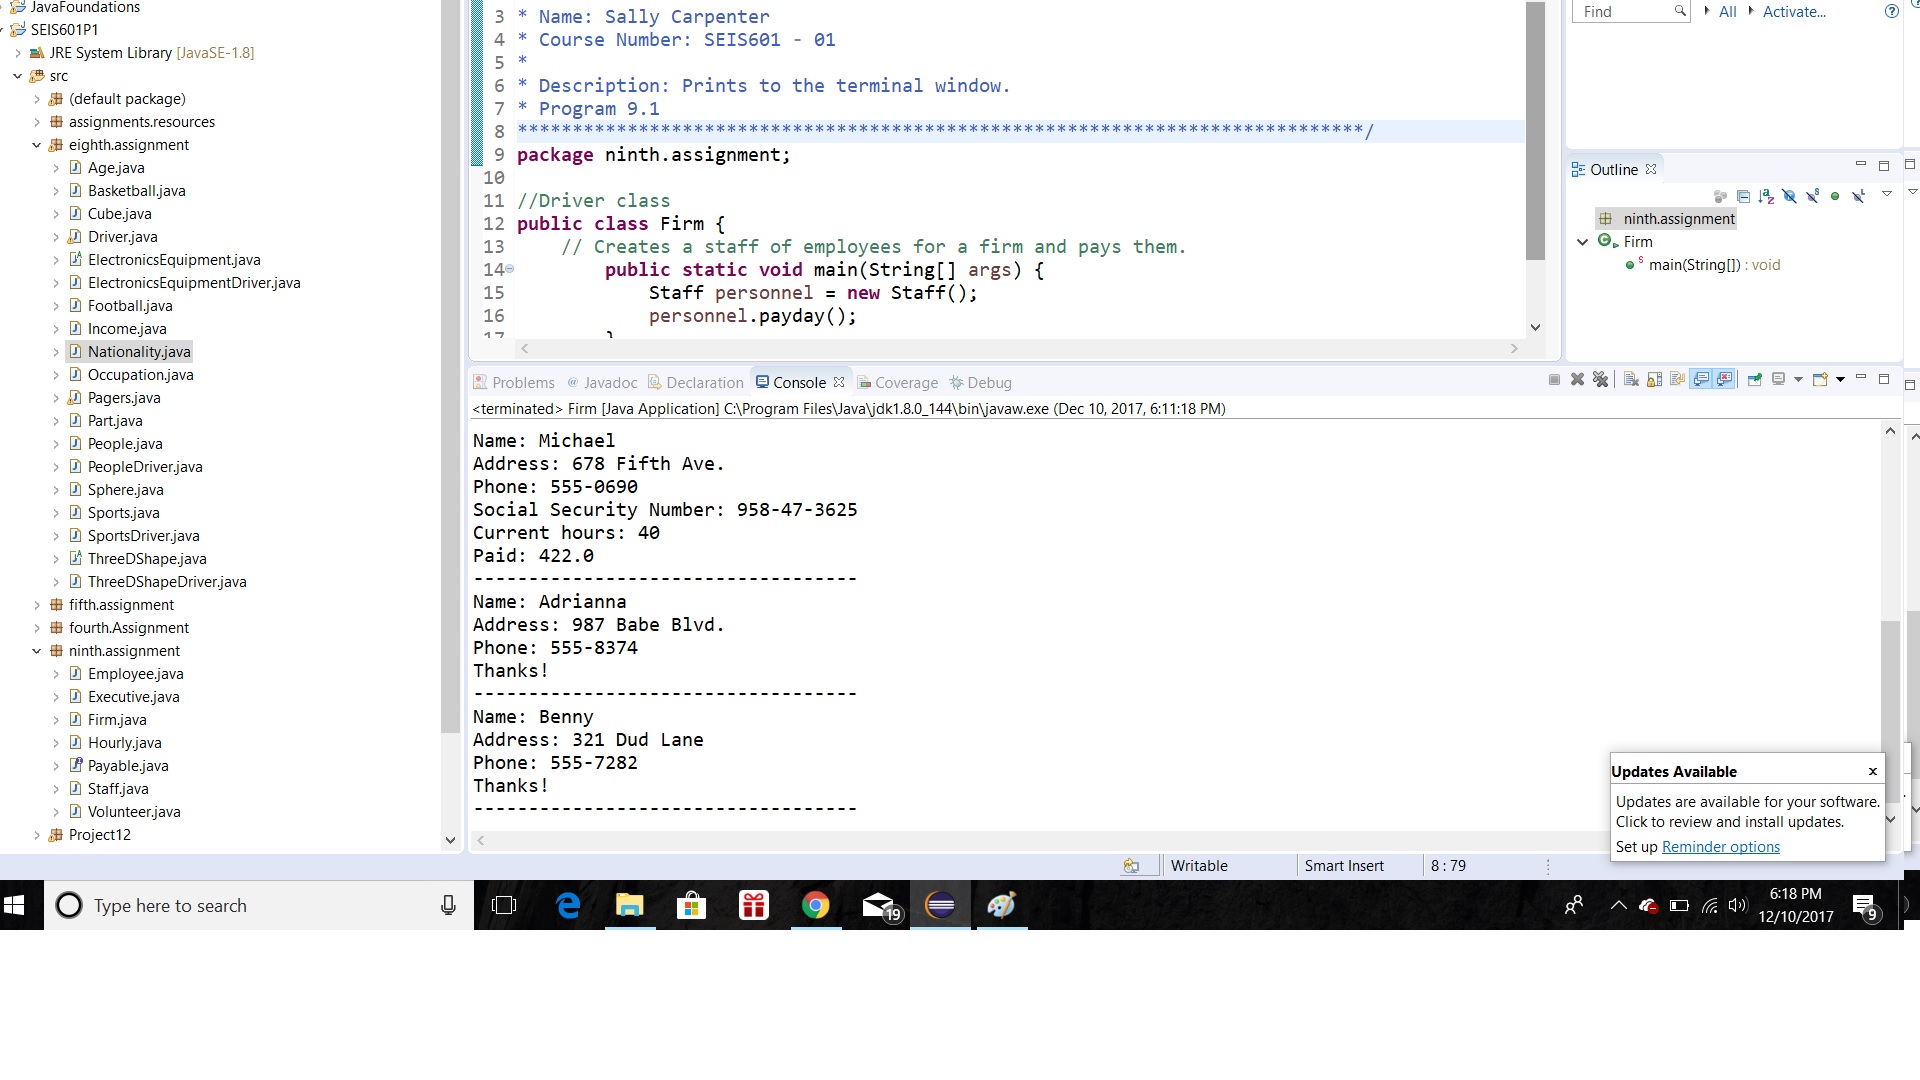 JavaFoundations
SEIS601P1
JRE System Library [JavaSE-1.8]
src
(default package)
assignments.resources
eighth.assignment
Age.java
Basketball.java
Cube.java
Driver.java
ElectronicsEquipment.java
ElectronicsEquipmentDriver.java
Football.java
Income.java
Nationality.java
Occupation.java
Pagers.java
Part.java
People.java
PeopleDriver.java
Sphere.java
Sports.java
SportsDriver.java
ThreeDShape.java
ThreeDShapeDriver.java
fifth.assignment
fourth.Assignment
ninth.assignment
Employee.java
Executive.java
Firm.java
Hourly.java
Payable.java
Staff.java
Volunteer.java
Project12
3 * Name: Sally Carpenter
4 * Course Number: SEIS601 - 01
5 *
6 * Description: Prints to the terminal window.
7 * Program 9.1
8 *****************************************************************************/
9 package ninth.assignment;
10
11 //Driver class
12 public class Firm {
13 // Creates a staff of employees for a firm and pays them.
14 public static void main(String[] args) {
15 Staff personnel = new Staff();
16 personnel.payday();
17 }
Find All Activate...
Outline
ninth.assignment
Firm
main(String[]) : void
Problems @ Javadoc Declaration Console Coverage Debug
<terminated> Firm [Java Application] C:\Program Files\Java\jdk1.8.0_144\bin\javaw.exe (Dec 10, 2017, 6:11:18 PM)
Name: Michael
Address: 678 Fifth Ave.
Phone: 555-0690
Social Security Number: 958-47-3625
Current hours: 40
Paid: 422.0
-----------------------------------
Name: Adrianna
Address: 987 Babe Blvd.
Phone: 555-8374
Thanks!
-----------------------------------
Name: Benny
Address: 321 Dud Lane
Phone: 555-7282
Thanks!
-----------------------------------
Updates Available x
Updates are available for your software.
Click to review and install updates.
Set up Reminder options
Writable Smart Insert 8 : 79
Type here to search
19
6:18 PM
12/10/2017
9